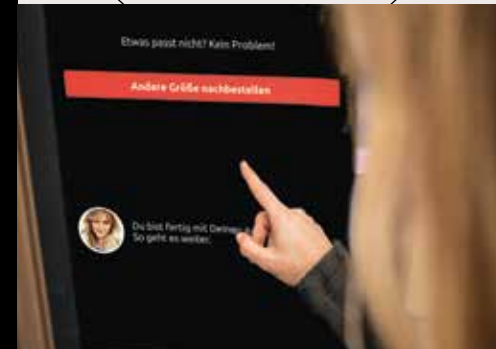 Etwas passt nicht? Kein Problem!
Andere Größe nachbestellen
Du bist fertig mit Deiner
So geht es weiter.